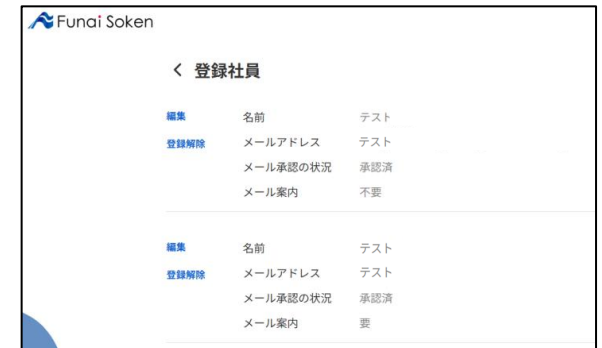 Funai Soken
登録社員
編集 名前 テスト
登録解除 メールアドレス テスト
メール承認の状況 承認済
メール案内 不要
編集 名前 テスト
登録解除 メールアドレス テスト
メール承認の状況 承認済
メール案内 要